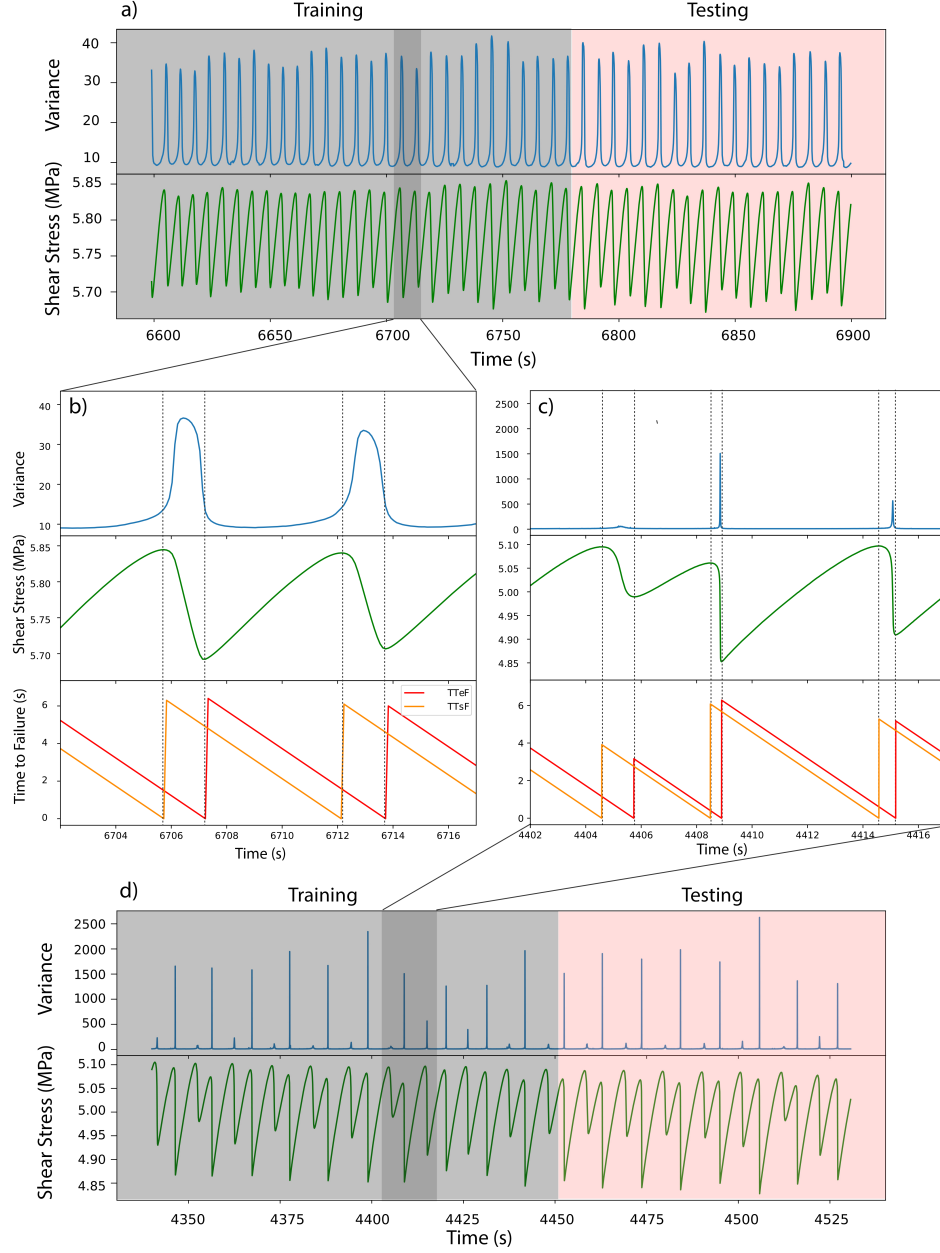 Training Testing
a)
40
30
20
10
Variance
5.85
5.80
5.75
5.70
Shear Stress (MPa)
6600 6650 6700 6750 6800 6850 6900
Time (s)
b)
40
30
20
10
Variance
5.85
5.80
5.75
5.70
Shear Stress (MPa)
TTeF
TTsF
6
4
2
0
Time to Failure (s)
6704 6706 6708 6710 6712 6714 6716
Time (s)
c)
2500
2000
1500
1000
500
0
5.10
5.05
5.00
4.95
4.90
4.85
6
4
2
0
4402 4404 4406 4408 4410 4412 4414 4416
Time (s)
d)
Training Testing
2500
2000
1500
1000
500
0
Variance
5.10
5.05
5.00
4.95
4.90
4.85
Shear Stress (MPa)
4350 4375 4400 4425 4450 4475 4500 4525
Time (s)